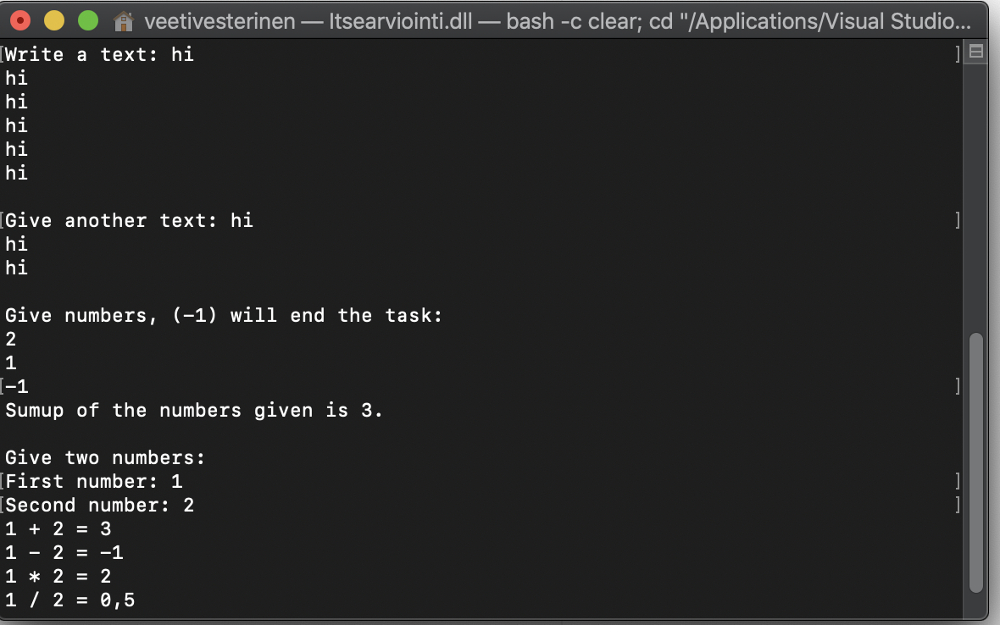 veetivesterinen — Itsearviointi.dll — bash -c clear; cd "/Applications/Visual Studio...
[Write a text: hi ]
hi
hi
hi
hi
hi
[Give another text: hi ]
hi
hi
Give numbers, (-1) will end the task:
2
1
[-1 ]
Sumup of the numbers given is 3.
Give two numbers:
[First number: 1 ]
[Second number: 2 ]
1 + 2 = 3
1 - 2 = -1
1 * 2 = 2
1 / 2 = 0,5